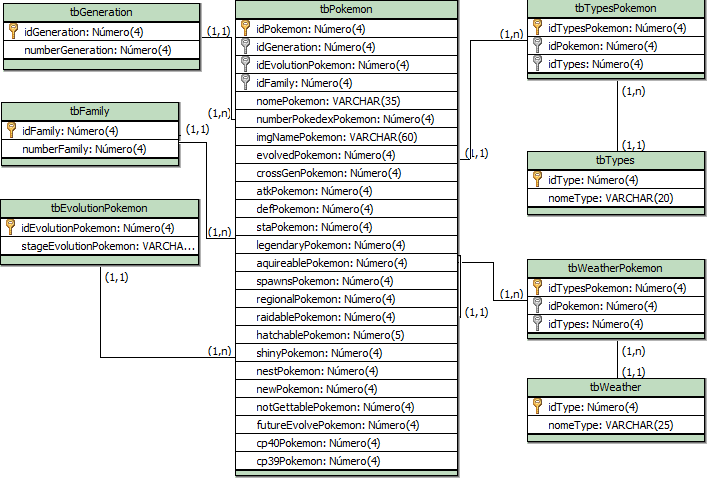 tbGeneration
idGeneration: Número(4)
numberGeneration: Número(4)
(1,1)
(1,n)
tbFamily
idFamily: Número(4)
numberFamily: Número(4)
(1,1)
(1,n)
tbEvolutionPokemon
idEvolutionPokemon: Número(4)
stageEvolutionPokemon: VARCHA...
(1,1)
(1,n)
tbPokemon
idPokemon: Número(4)
idGeneration: Número(4)
idEvolutionPokemon: Número(4)
idFamily: Número(4)
nomePokemon: VARCHAR(35)
numberPokedexPokemon: Número(4)
imgNamePokemon: VARCHAR(60)
evolvedPokemon: Número(4)
crossGenPokemon: Número(4)
atkPokemon: Número(4)
defPokemon: Número(4)
staPokemon: Número(4)
legendaryPokemon: Número(4)
aquireablePokemon: Número(4)
spawnsPokemon: Número(4)
regionalPokemon: Número(4)
raidablePokemon: Número(4)
hatchablePokemon: Número(5)
shinyPokemon: Número(4)
nestPokemon: Número(4)
newPokemon: Número(4)
notGettablePokemon: Número(4)
futureEvolvePokemon: Número(4)
cp40Pokemon: Número(4)
cp39Pokemon: Número(4)
(1,n)
(1,1)
tbTypesPokemon
idTypesPokemon: Número(4)
idPokemon: Número(4)
idTypes: Número(4)
(1,n)
(1,1)
tbTypes
idType: Número(4)
nomeType: VARCHAR(20)
(1,n)
(1,1)
tbWeatherPokemon
idTypesPokemon: Número(4)
idPokemon: Número(4)
idTypes: Número(4)
(1,n)
(1,1)
tbWeather
idType: Número(4)
nomeType: VARCHAR(25)